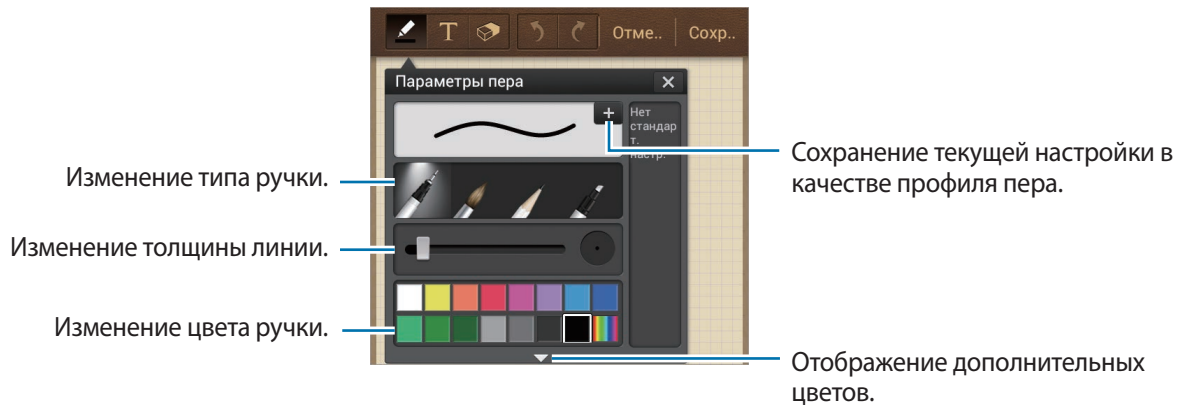 T
Отме..
Сохр..
Параметры пера
Нет
стандар
т.
настр.
Изменение типа ручки.
Изменение толщины линии.
Изменение цвета ручки.
Сохранение текущей настройки в
качестве профиля пера.
Отображение дополнительных
цветов.